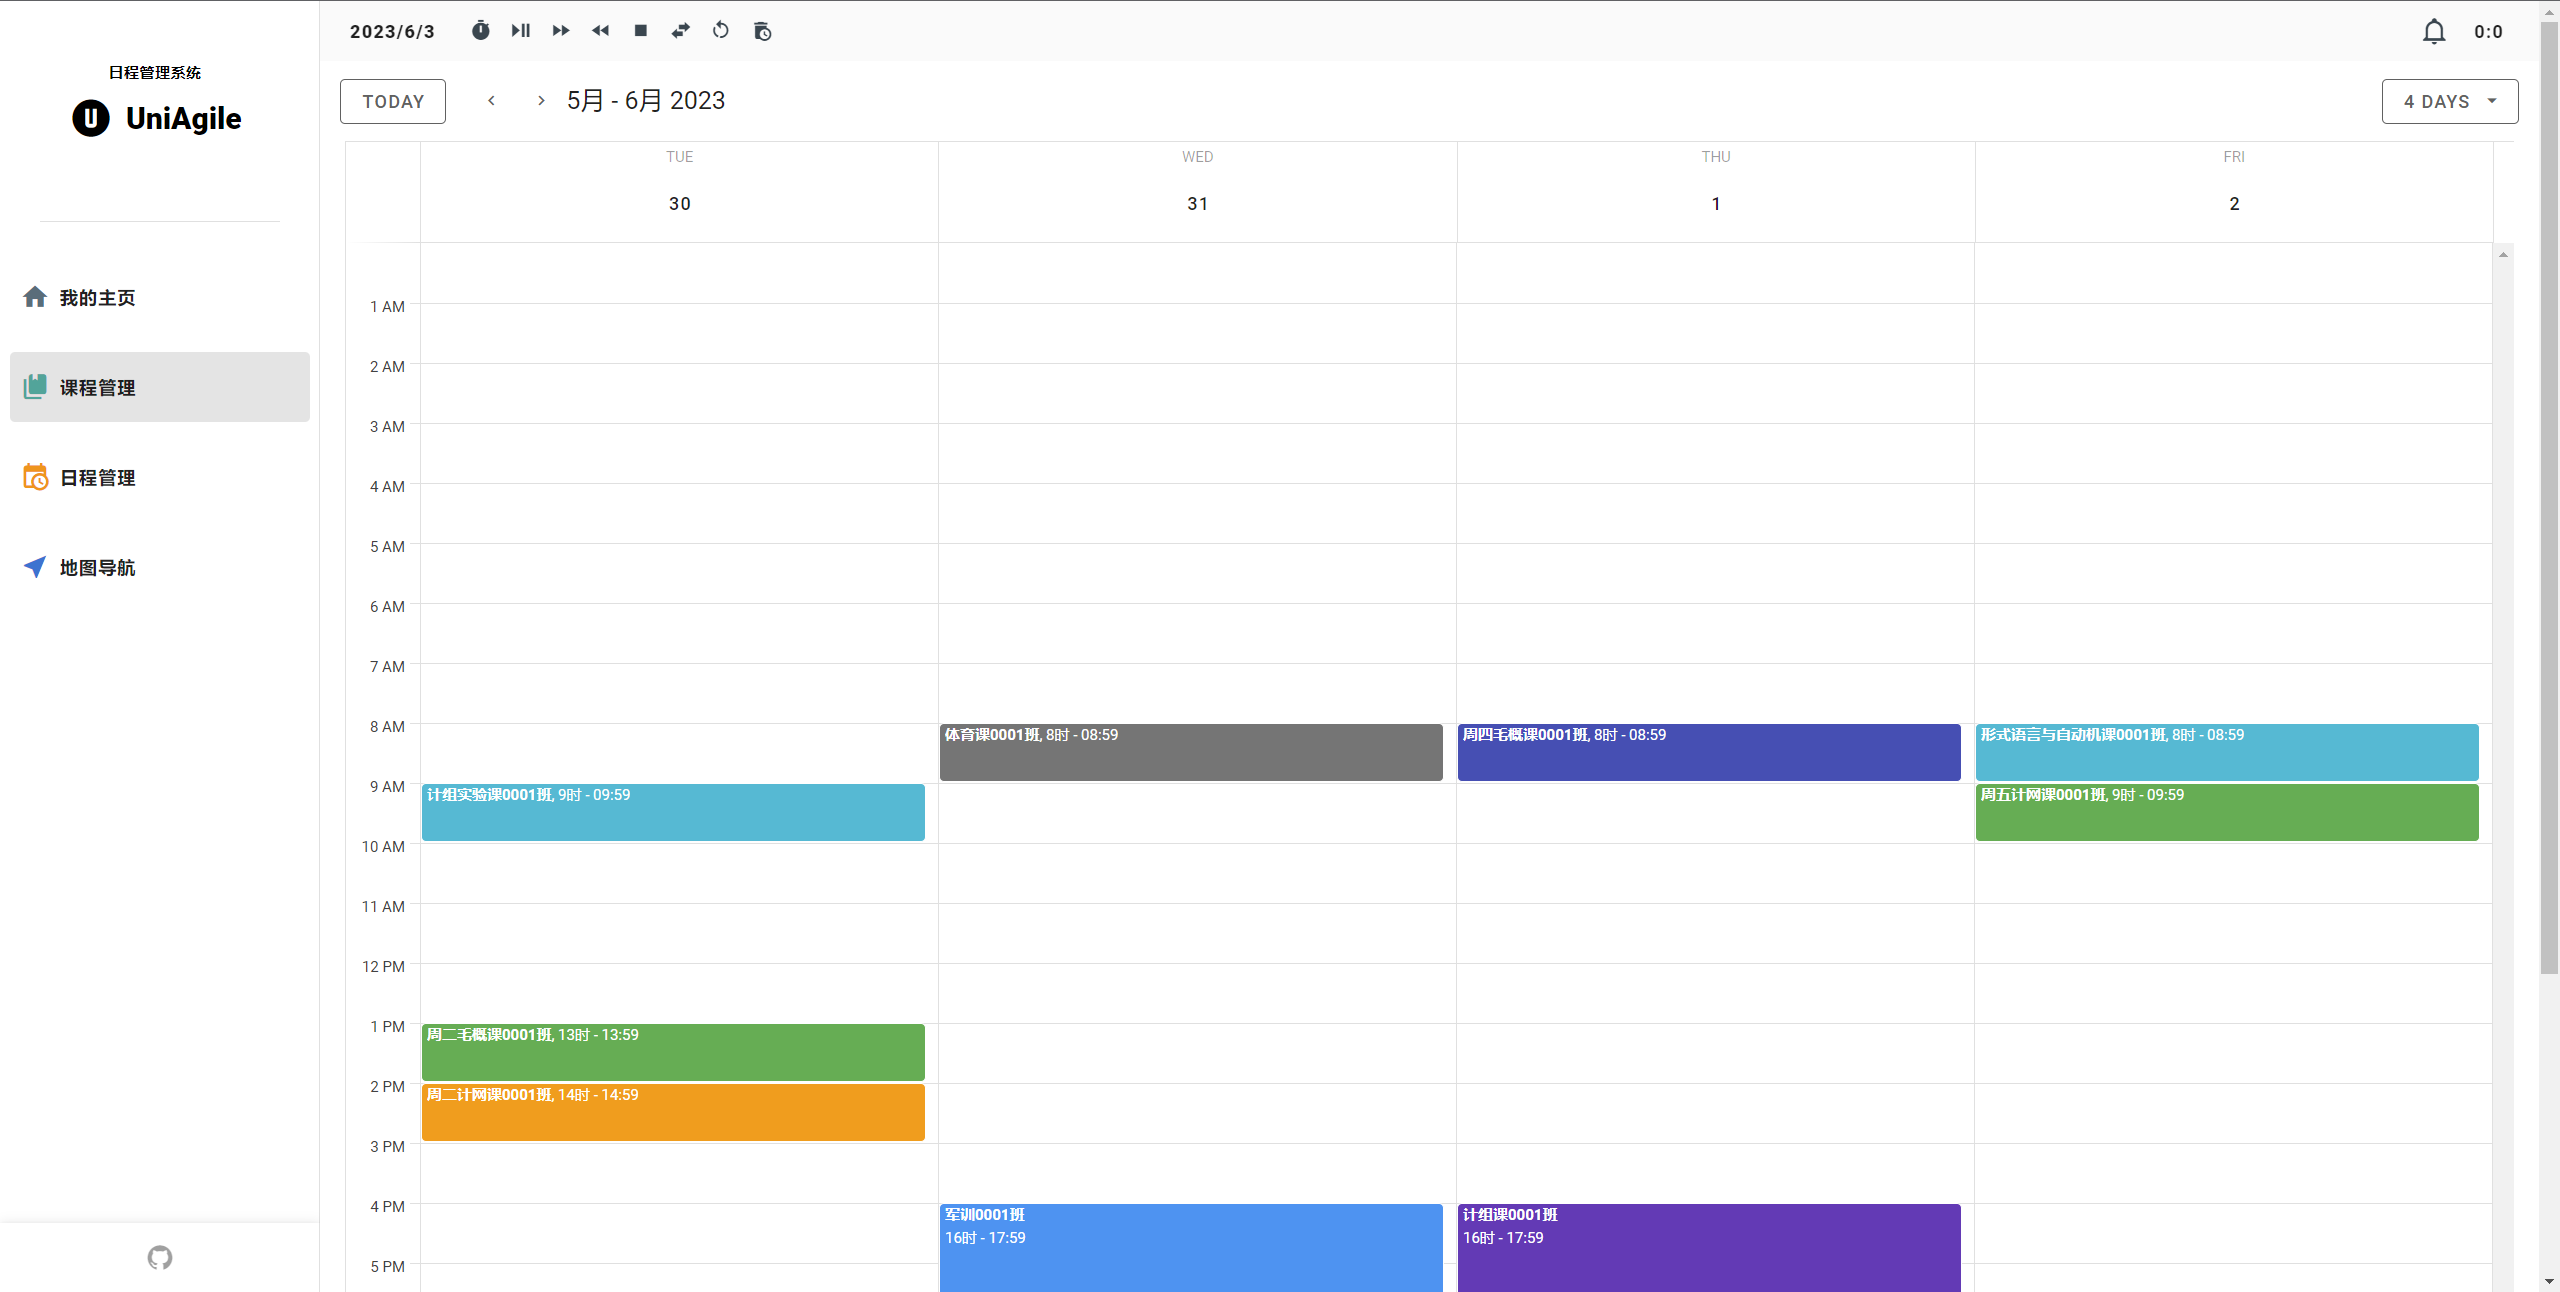 日程管理系统
U UniAgile
我的主页
课程管理
日程管理
地图导航
2023/6/3
0:0
TODAY
5月 - 6月 2023
4 DAYS
TUE WED THU FRI
30 31 1 2
1 AM
2 AM
3 AM
4 AM
5 AM
6 AM
7 AM
8 AM
体育课0001班, 8时 - 08:59
周四毛概课0001班, 8时 - 08:59
形式语言与自动机课0001班, 8时 - 08:59
9 AM
计组实验课0001班, 9时 - 09:59
周五计网课0001班, 9时 - 09:59
10 AM
11 AM
12 PM
1 PM
周二毛概课0001班, 13时 - 13:59
2 PM
周二计网课0001班, 14时 - 14:59
3 PM
4 PM
军训0001班
16时 - 17:59
计组课0001班
16时 - 17:59
5 PM